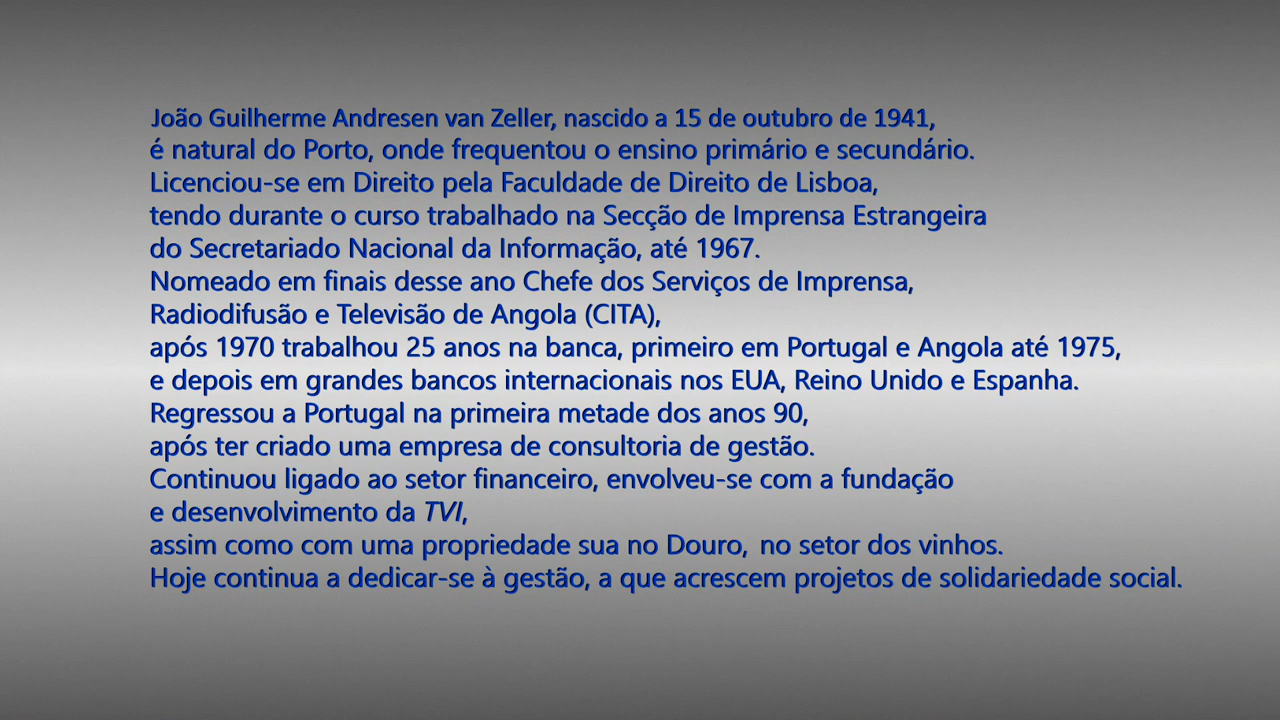 João Guilherme Andresen van Zeller, nascido a 15 de outubro de 1941,
é natural do Porto, onde frequentou o ensino primário e secundário.
Licenciou-se em Direito pela Faculdade de Direito de Lisboa,
tendo durante o curso trabalhado na Secção de Imprensa Estrangeira
do Secretariado Nacional da Informação, até 1967.
Nomeado em finais desse ano Chefe dos Serviços de Imprensa,
Radiodifusão e Televisão de Angola (CITA),
após 1970 trabalhou 25 anos na banca, primeiro em Portugal e Angola até 1975,
e depois em grandes bancos internacionais nos EUA, Reino Unido e Espanha.
Regressou a Portugal na primeira metade dos anos 90,
após ter criado uma empresa de consultoria de gestão.
Continuou ligado ao setor financeiro, envolveu-se com a fundação
e desenvolvimento da TVI,
assim como com uma propriedade sua no Douro, no setor dos vinhos.
Hoje continua a dedicar-se à gestão, a que acrescem projetos de solidariedade social.